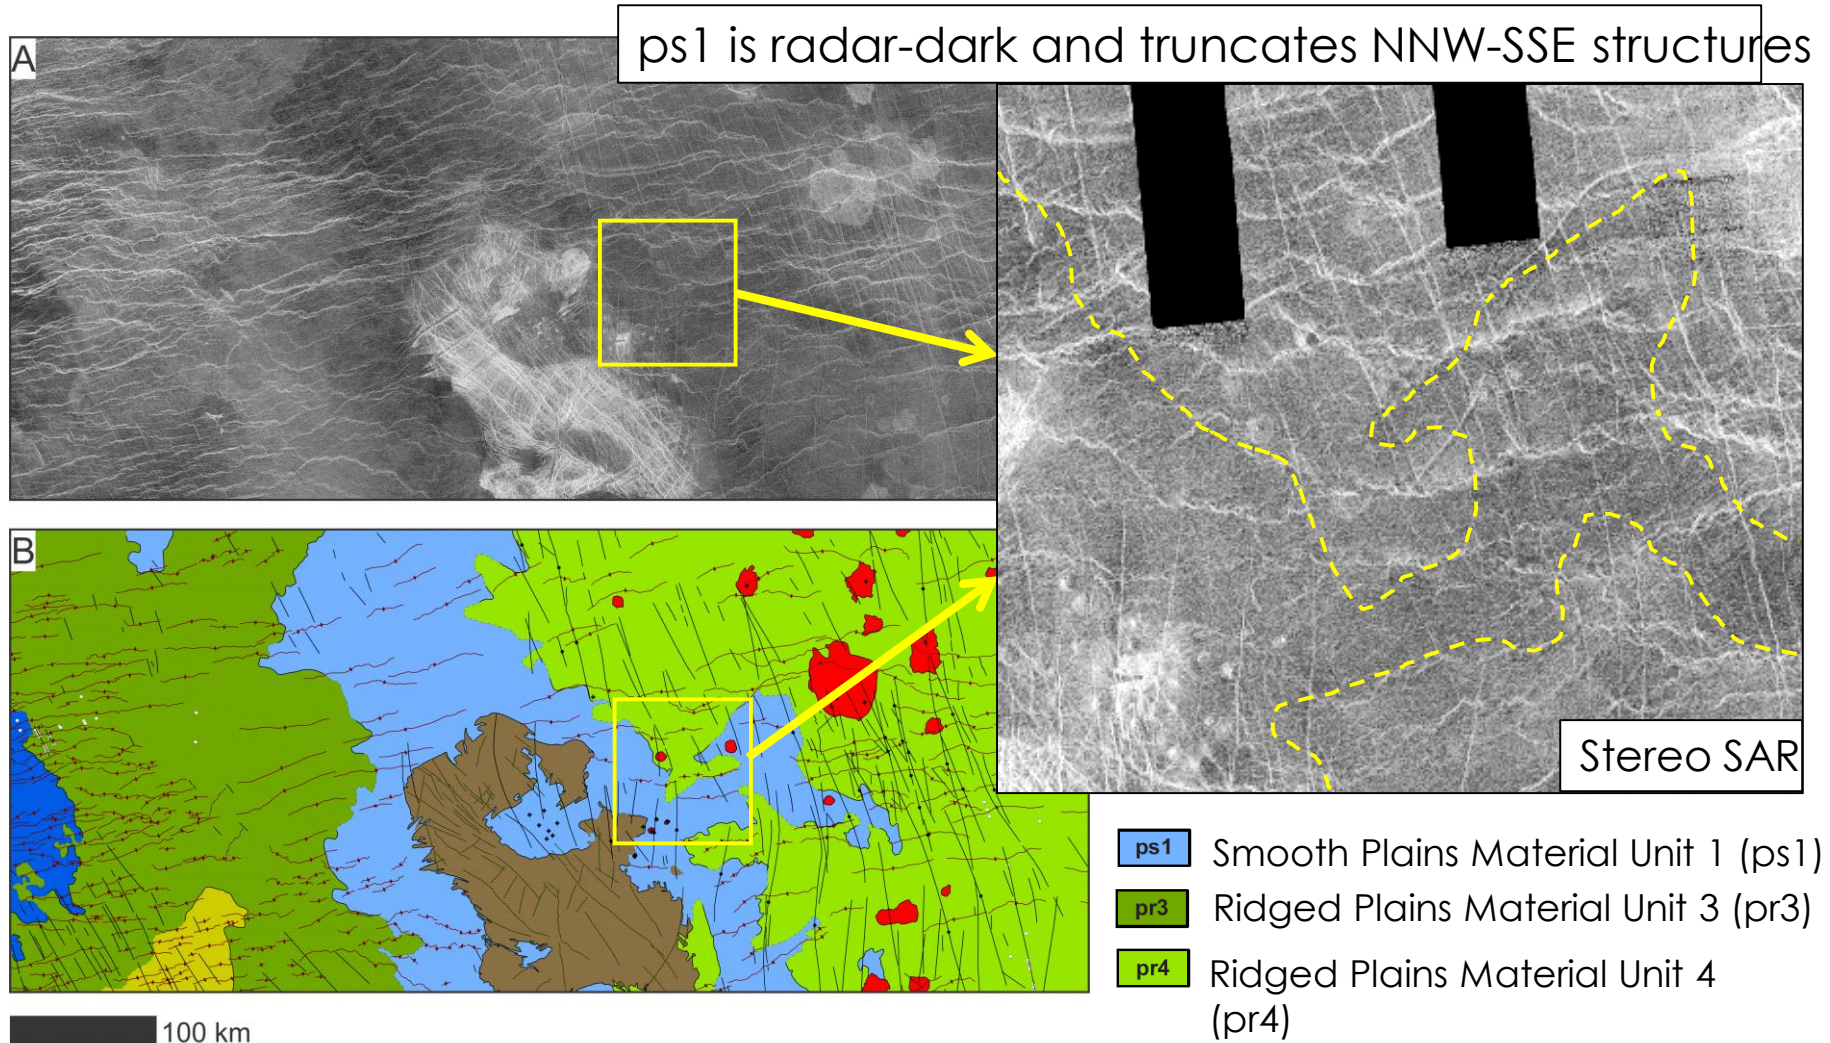 ps1 is radar-dark and truncates NNW-SSE structures
A
B
Stereo SAR
ps1 Smooth Plains Material Unit 1 (ps1)
pr3 Ridged Plains Material Unit 3 (pr3)
pr4 Ridged Plains Material Unit 4
(pr4)
100 km